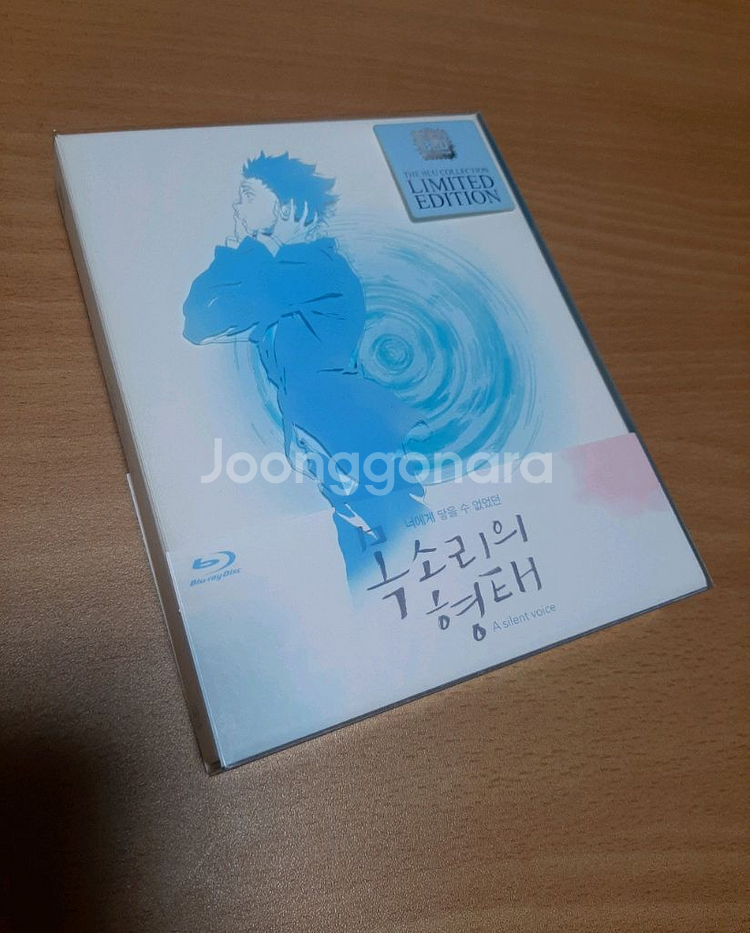 THE BLU COLLECTION
LIMITED
EDITION
Joonggonara
너에게 닿을 수 없었던
목소리의
형태
A silent voice
Blu-ray Disc